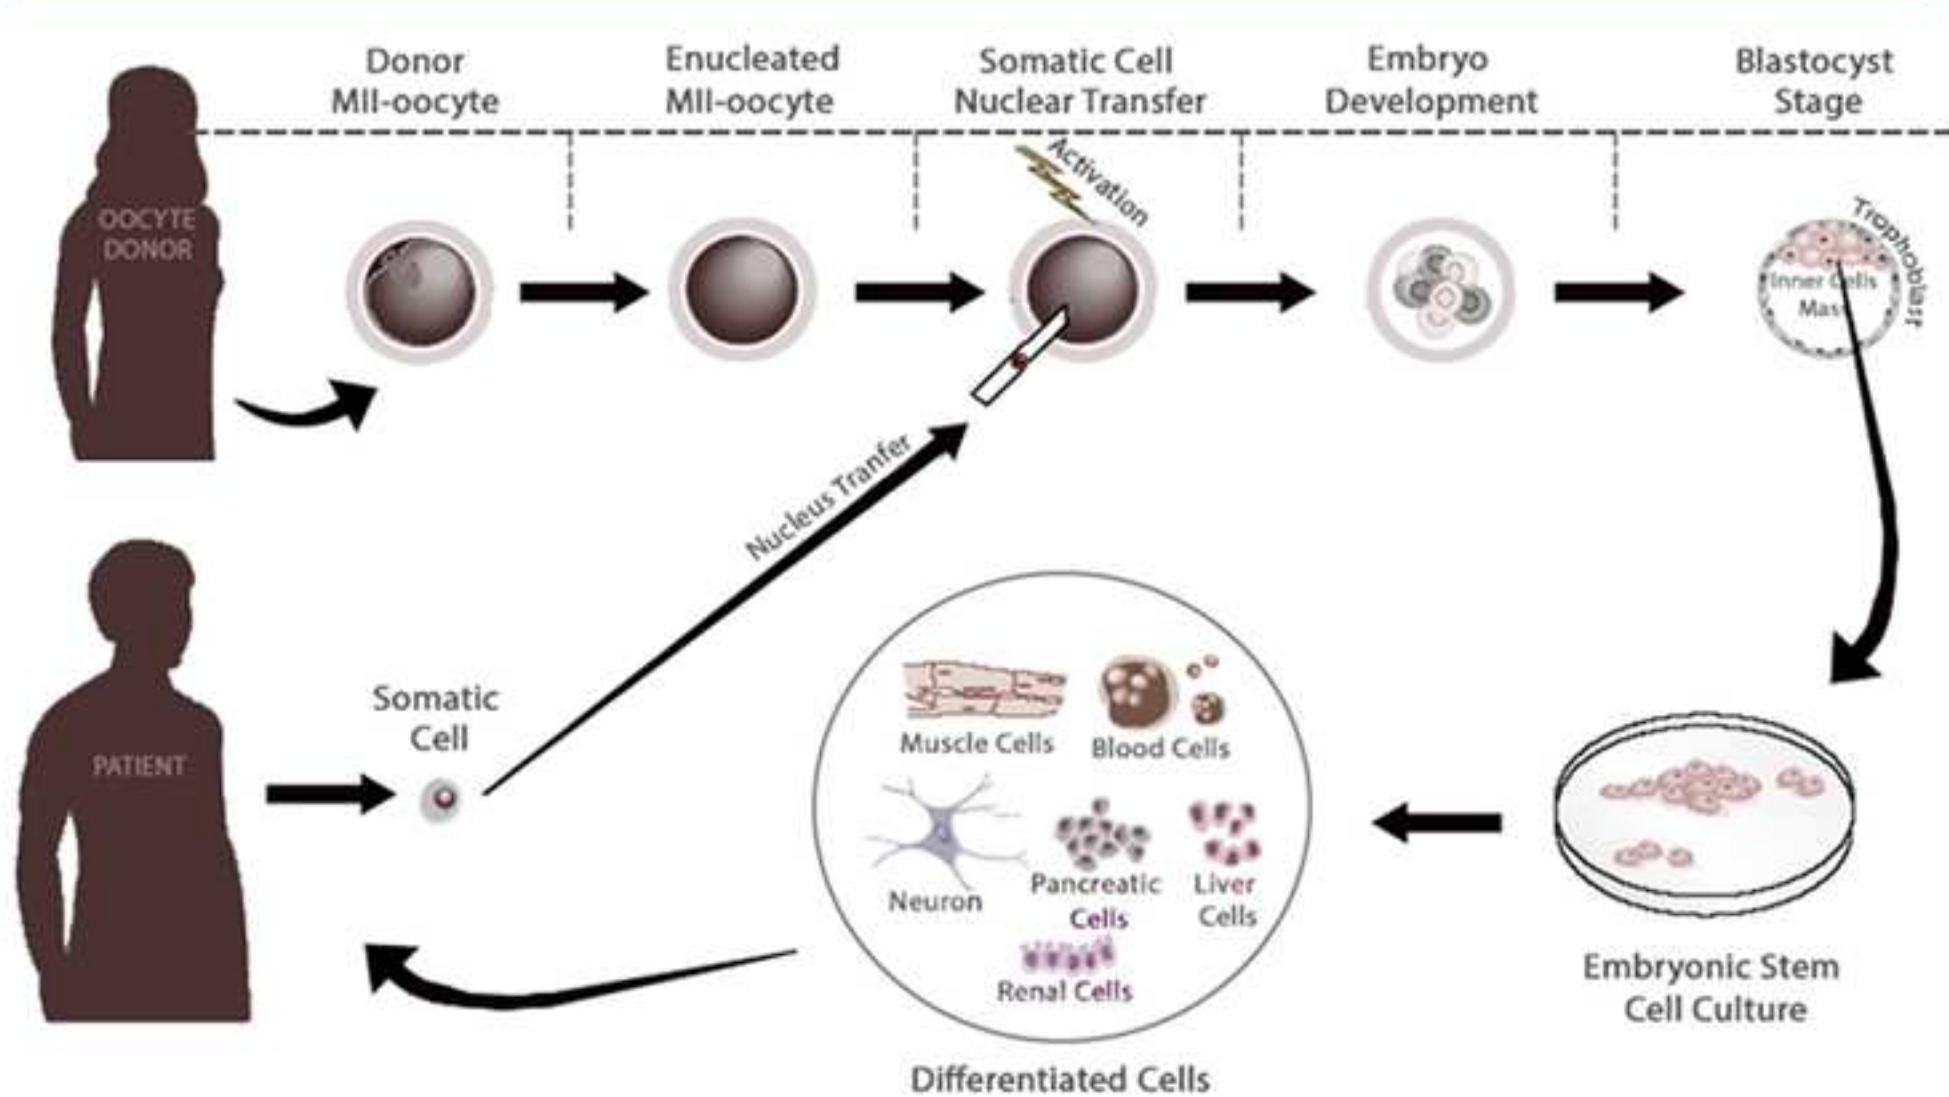 Donor
MII-oocyte
Enucleated
MII-oocyte
Somatic Cell
Nuclear Transfer
Embryo
Development
Blastocyst
Stage
OOCYTE
DONOR
Activation
Trophoblast
Inner Cells
Mass
Nucleus Tranfer
PATIENT
Somatic
Cell
Muscle Cells
Blood Cells
Neuron
Pancreatic
Cells
Liver
Cells
Renal Cells
Differentiated Cells
Embryonic Stem
Cell Culture